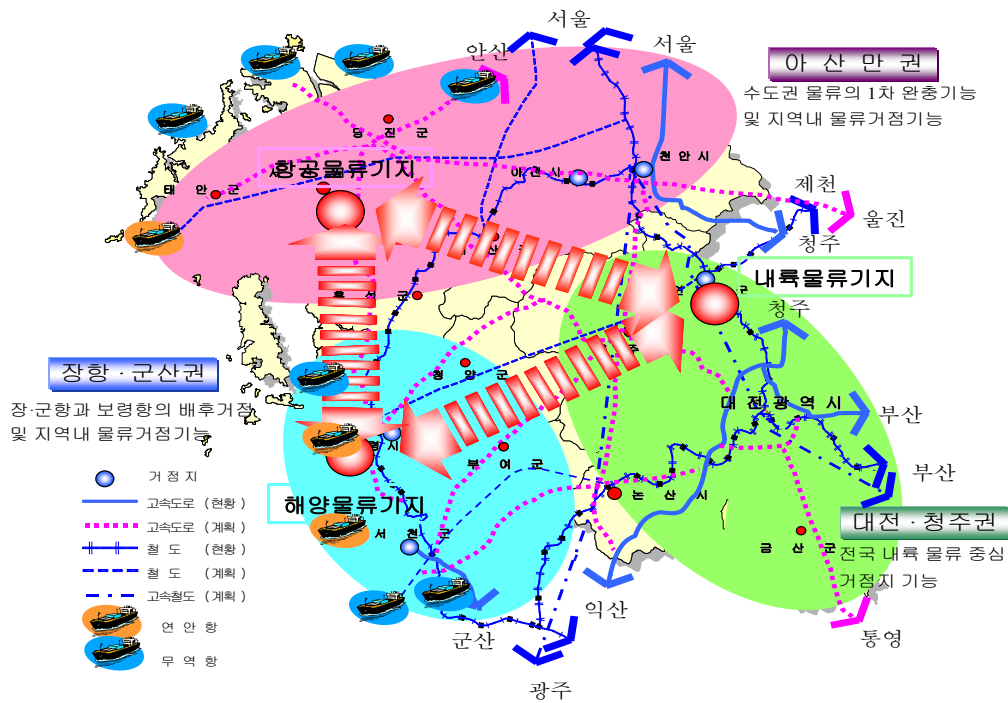 서울
서울
안산
아 산 만 권
수도권 물류의 1차 완충기능
및 지역내 물류거점기능
당 진 군
항공물류기지
태 안 군
아 산 시
천 안 시
제천
울진
청주
내륙물류기지
홍 성 군
청주
장항·군산권
장·군항과 보령항의 배후거점
및 지역내 물류거점기능
청 양 군
대 전 광 역 시
부산
부 여 군
부산
거 점 지
고속도로 (현황)
고속도로 (계획)
철 도 (현황)
철 도 (계획)
고속철도 (계획)
연 안 항
무 역 항
해양물류기지
서 천 군
논 산 시
금 산 군
대전·청주권
전국 내륙 물류 중심
거점지 기능
군산
익산
광주
통영